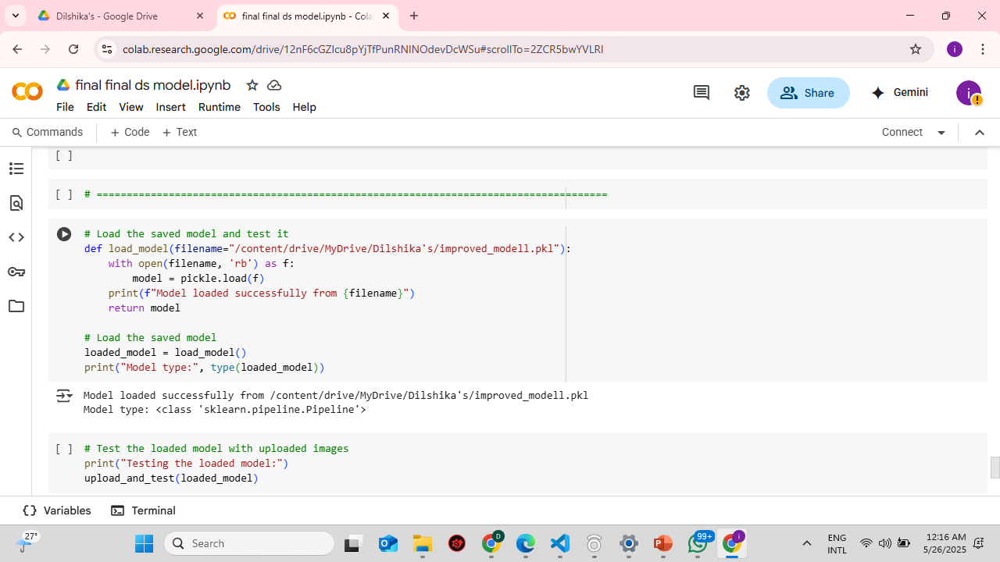 Dilshika's - Google Drive
final final ds model.ipynb - Cola
colab.research.google.com/drive/12nF6cGZIcu8pYjTfPunRNINOdevDcWSu#scrollTo=2ZCR5bwYVLRI
i
final final ds model.ipynb
File Edit View Insert Runtime Tools Help
Share
Gemini
i
Commands + Code + Text
Connect
[ ]
[ ] # =====================================================================================
# Load the saved model and test it
def load_model(filename="/content/drive/MyDrive/Dilshika's/improved_modell.pkl"):
    with open(filename, 'rb') as f:
        model = pickle.load(f)
    print(f"Model loaded successfully from {filename}")
    return model
# Load the saved model
loaded_model = load_model()
print("Model type:", type(loaded_model))
Model loaded successfully from /content/drive/MyDrive/Dilshika's/improved_modell.pkl
Model type: <class 'sklearn.pipeline.Pipeline'>
[ ] # Test the loaded model with uploaded images
print("Testing the loaded model:")
upload_and_test(loaded_model)
Variables Terminal
27°
Search
D
99+
i
ENG
INTL
12:16 AM
5/26/2025